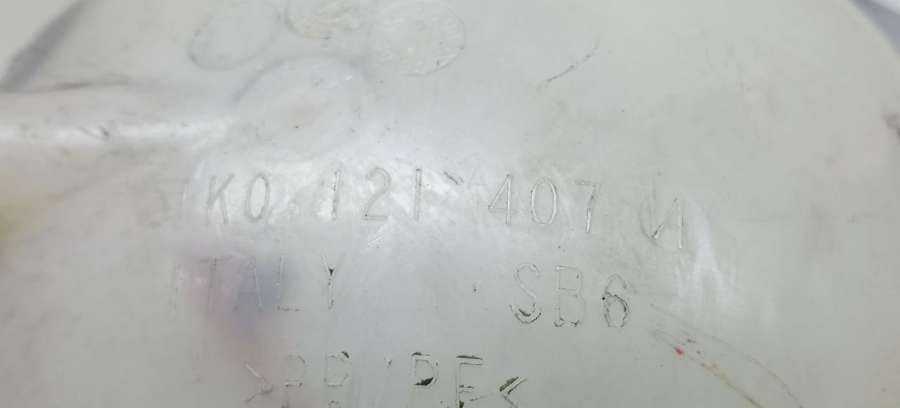 1K0 121 407 A
ITALY SB6
>PP/PE<